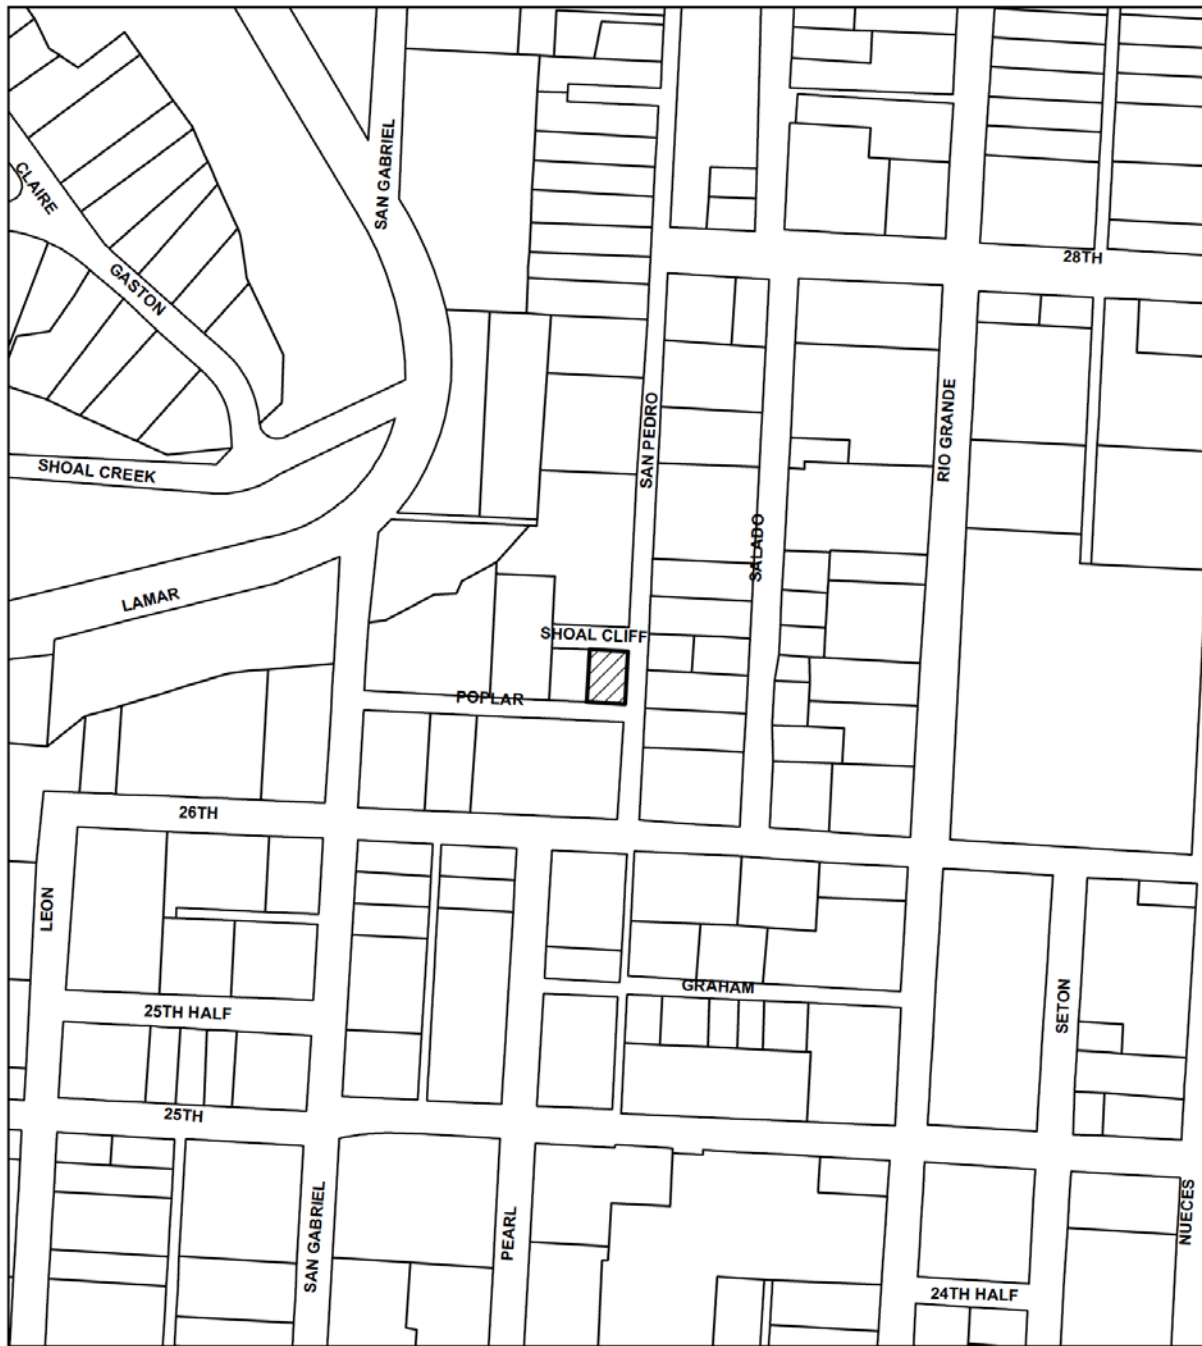 SAN GABRIEL
CLAIRE
28TH
GASTON
SAN PEDRO
RIO GRANDE
SHOAL CREEK
SALADO
LAMAR
SHOAL CLIFF
POPLAR
26TH
LEON
GRAHAM
25TH HALF
SETON
25TH
SAN GABRIEL
PEARL
NUECES
24TH HALF